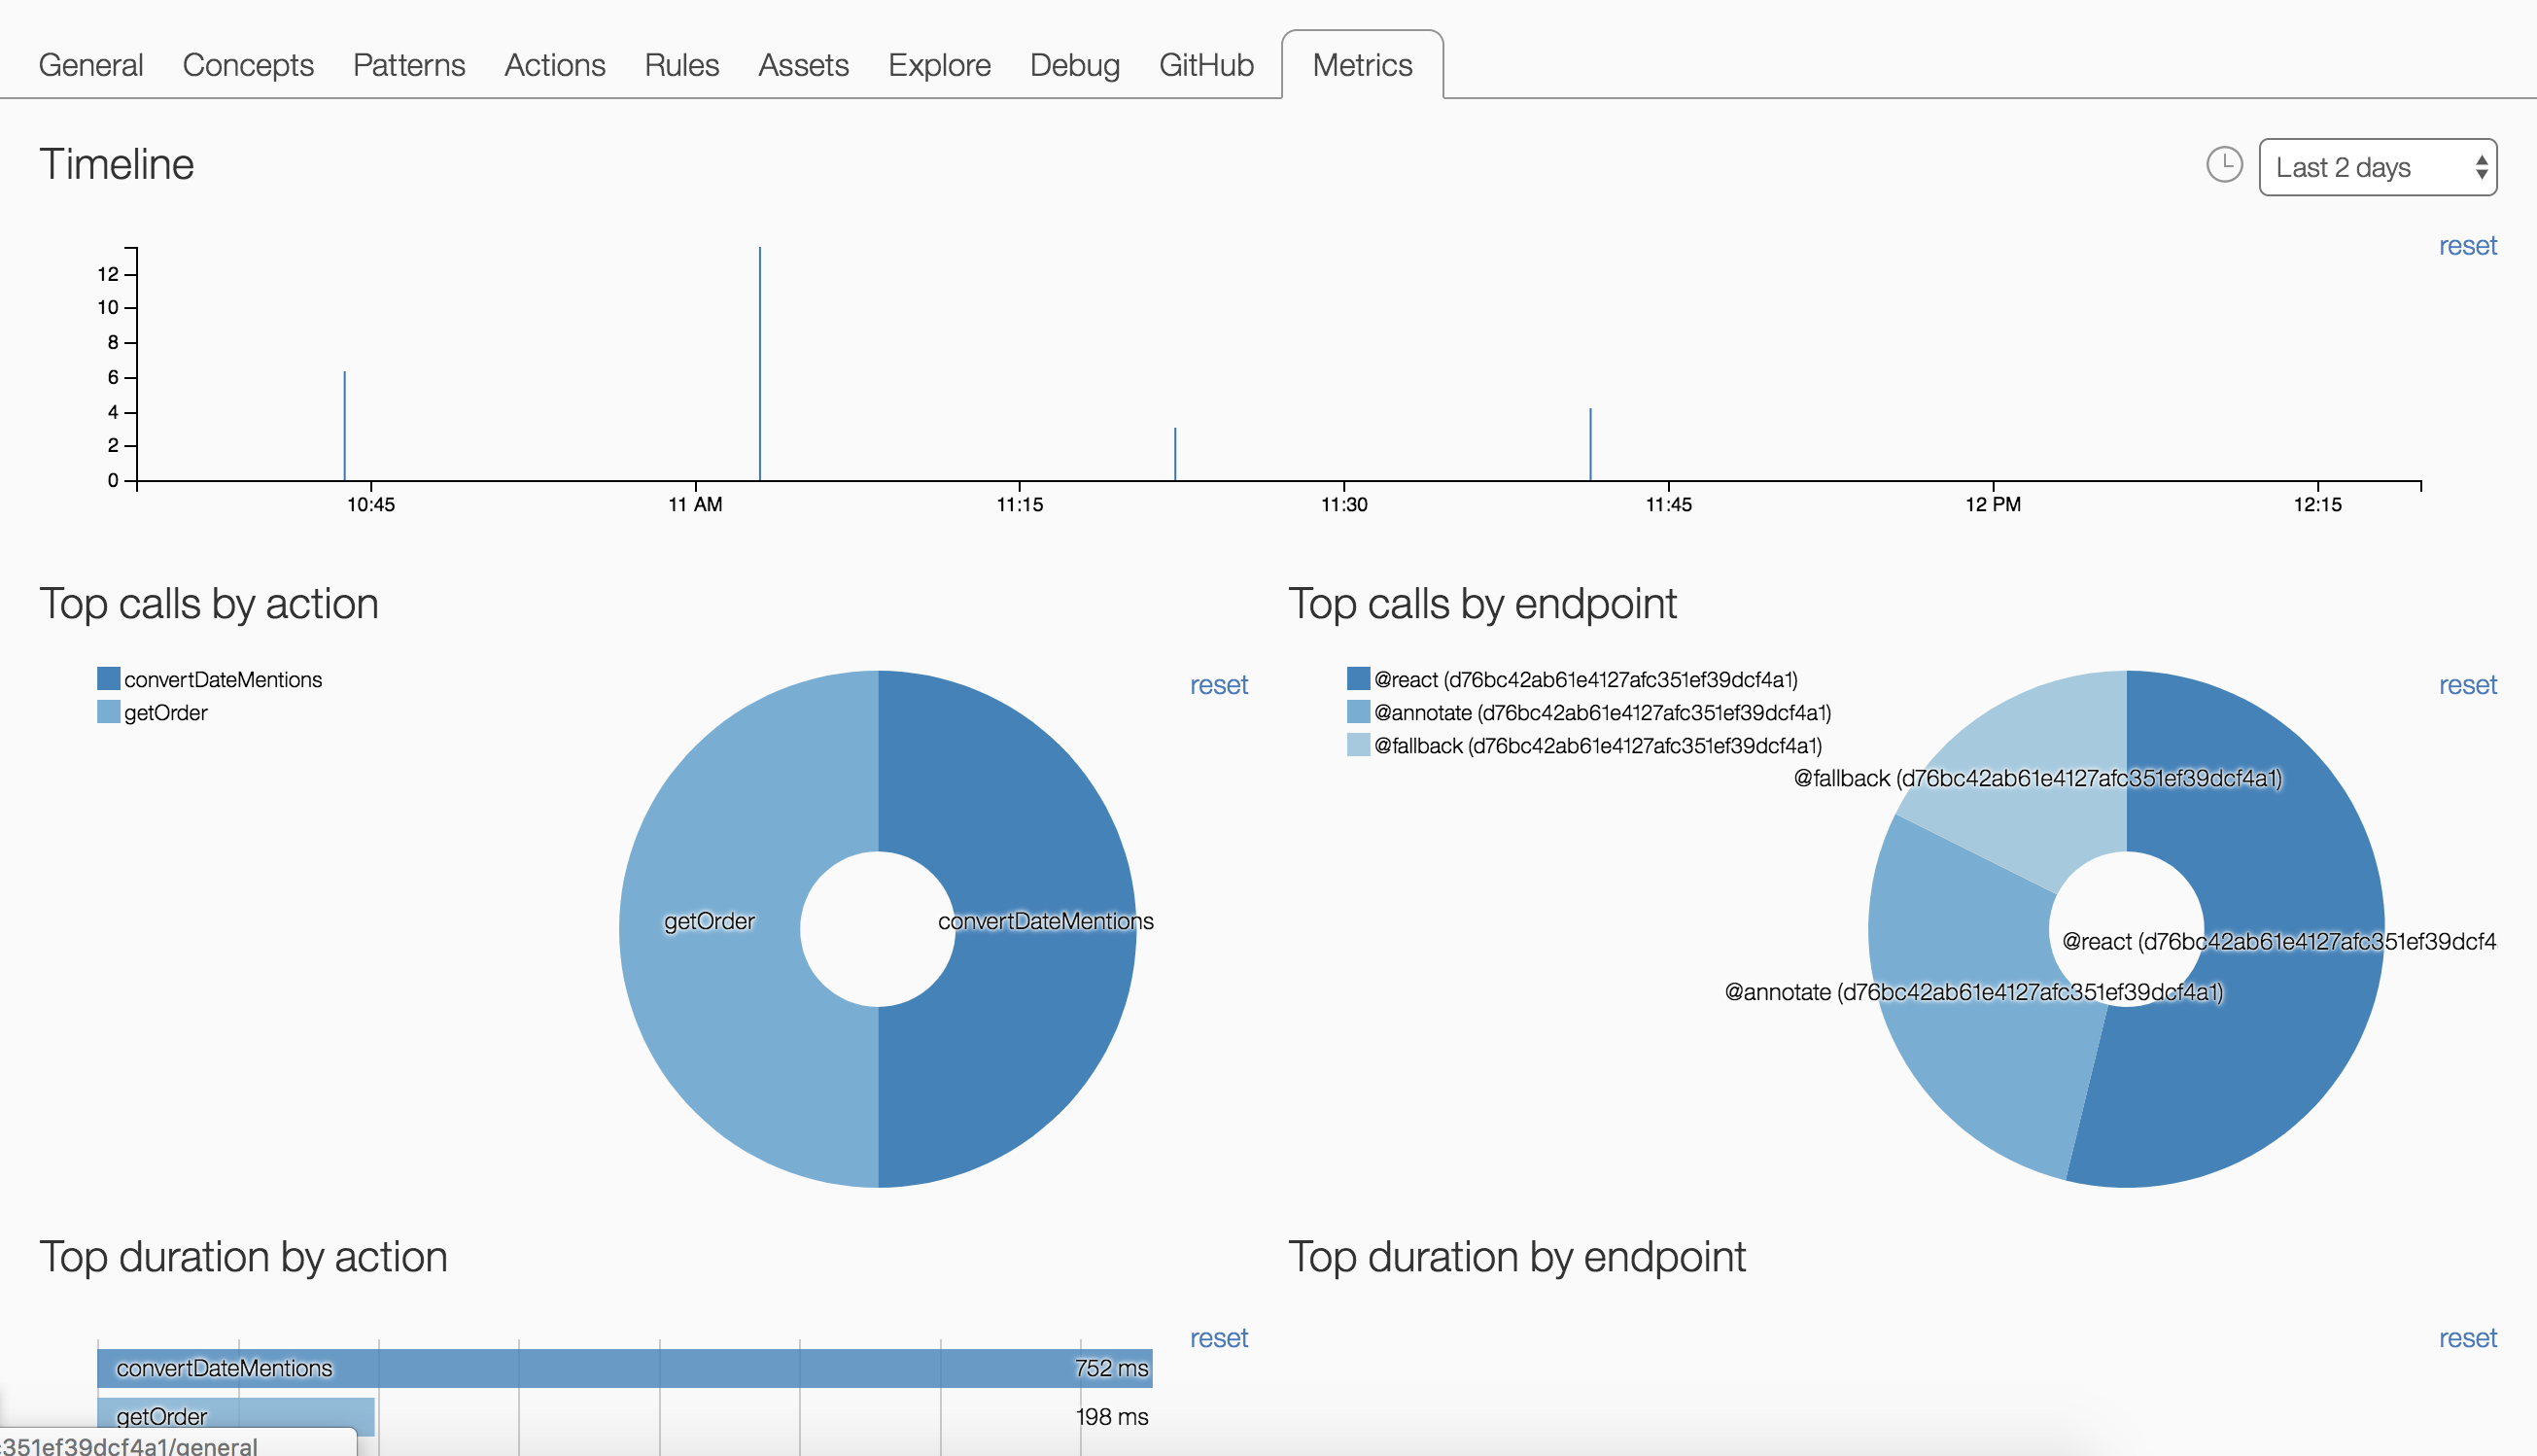 General Concepts Patterns Actions Rules Assets Explore Debug GitHub Metrics
Timeline
Last 2 days
reset
12
10
8
6
4
2
0
10:45 11 AM 11:15 11:30 11:45 12 PM 12:15
Top calls by action
reset
convertDateMentions
getOrder
getOrder
convertDateMentions
Top calls by endpoint
reset
@react (d76bc42ab61e4127afc351ef39dcf4a1)
@annotate (d76bc42ab61e4127afc351ef39dcf4a1)
@fallback (d76bc42ab61e4127afc351ef39dcf4a1)
@fallback (d76bc42ab61e4127afc351ef39dcf4a1)
@react (d76bc42ab61e4127afc351ef39dcf4
@annotate (d76bc42ab61e4127afc351ef39dcf4a1)
Top duration by action
reset
convertDateMentions 752 ms
getOrder 198 ms
Top duration by endpoint
reset
c351ef39dcf4a1/general